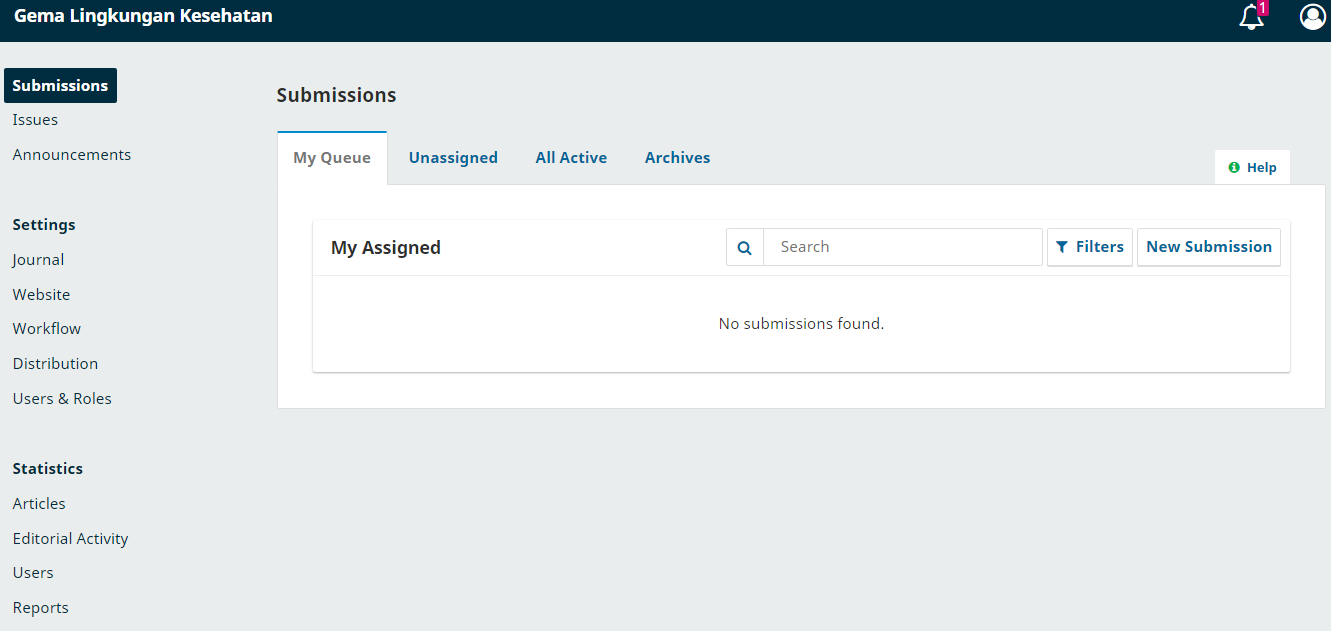 Gema Lingkungan Kesehatan
1
Submissions
Issues
Announcements
Settings
Journal
Website
Workflow
Distribution
Users & Roles
Statistics
Articles
Editorial Activity
Users
Reports
Submissions
My Queue
Unassigned
All Active
Archives
Help
My Assigned
Search
Filters
New Submission
No submissions found.